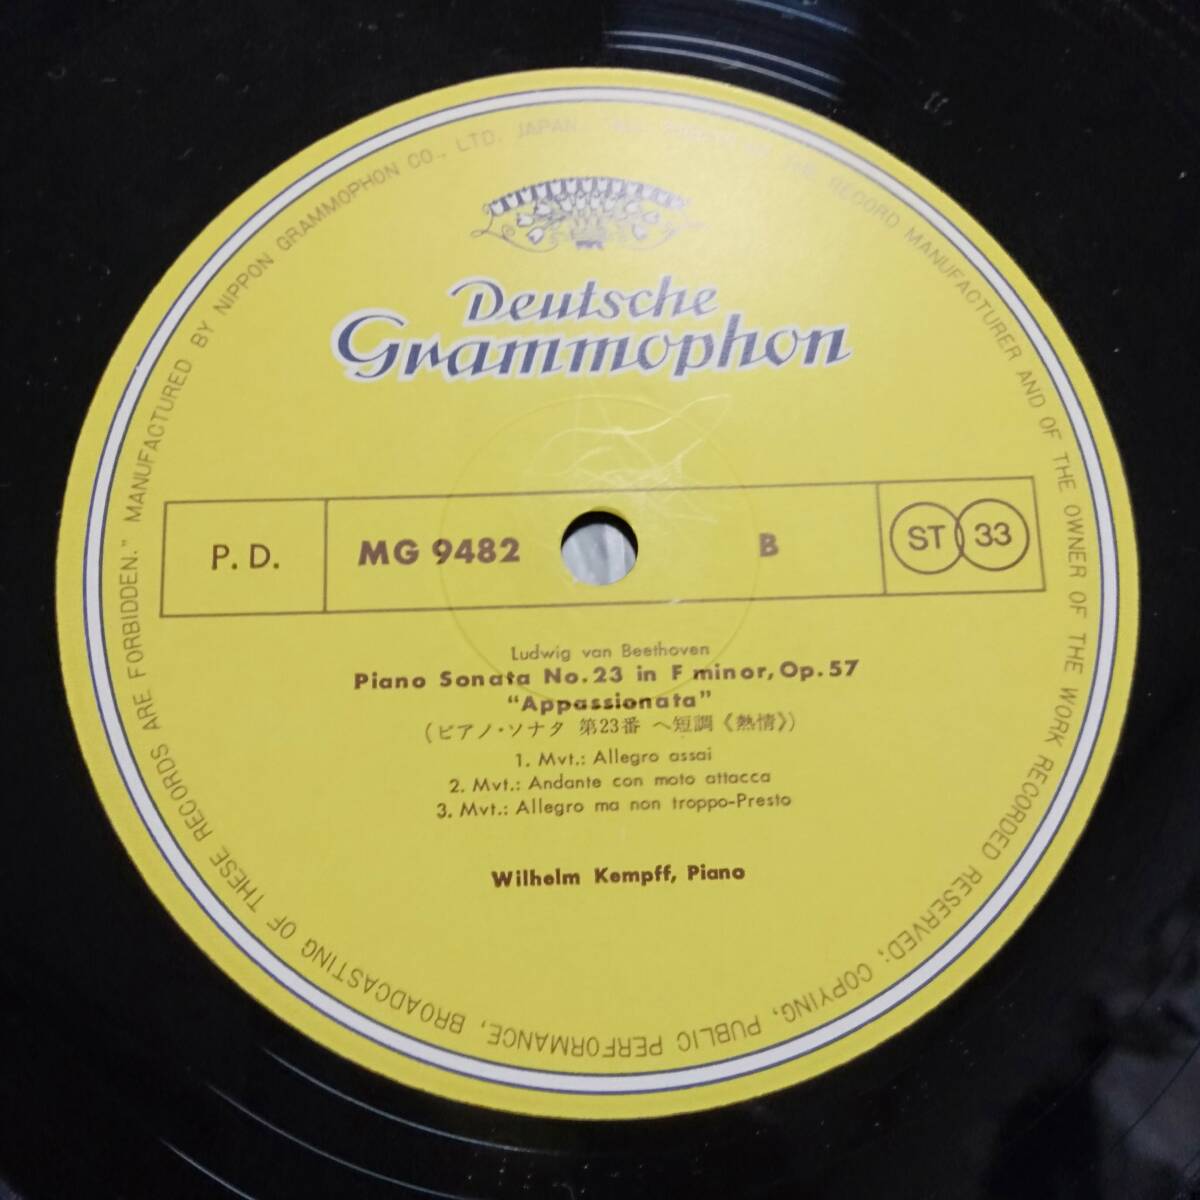 Deutsche
Grammophon
P. D.
MG 9482
B
ST 33
Ludwig van Beethoven
Piano Sonata No. 23 in F minor, Op. 57
"Appassionata"
(ピアノ・ソナタ 第23番 ヘ短調《熱情》)
1. Mvt.: Allegro assai
2. Mvt.: Andante con moto attacca
3. Mvt.: Allegro ma non troppo-Presto
Wilhelm Kempff, Piano
RECORD MANUFACTURER AND OF THE OWNER OF THE WORK RECORDED RESERVED; COPYING, PUBLIC PERFORMANCE, BROADCASTING OF THESE RECORDS ARE FORBIDDEN." MANUFACTURED BY NIPPON GRAMMOPHON CO., LTD. JAPAN.